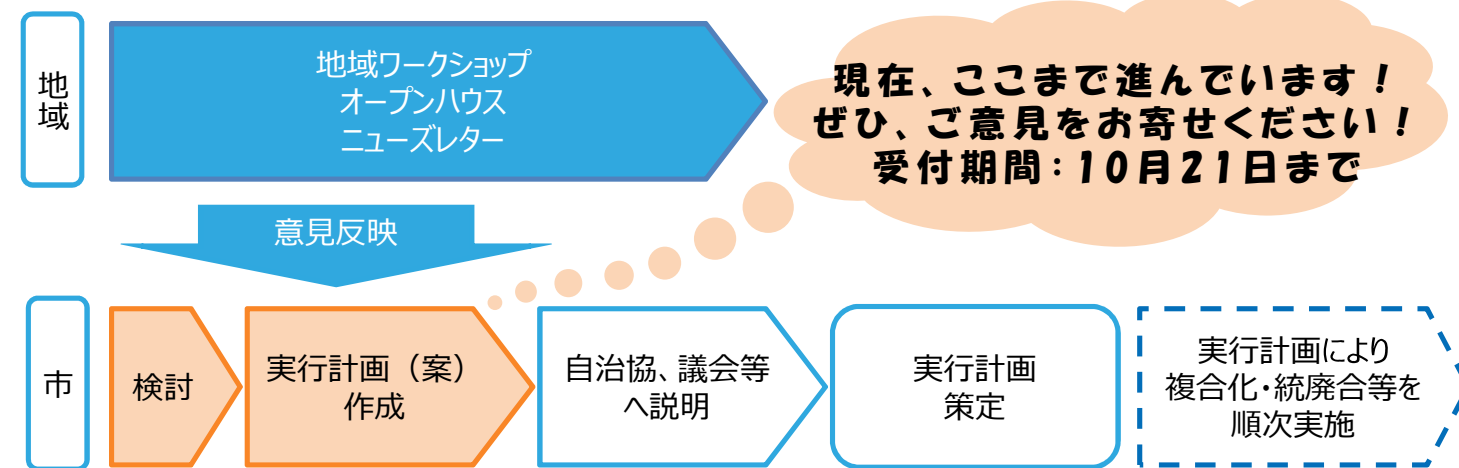 地域
地域ワークショップ
オープンハウス
ニューズレター
現在、ここまで進んでいます！
ぜひ、ご意見をお寄せください！
受付期間：10月21日まで
意見反映
市
検討
実行計画（案）
作成
自治協、議会等
へ説明
実行計画
策定
実行計画により
複合化・統廃合等を
順次実施